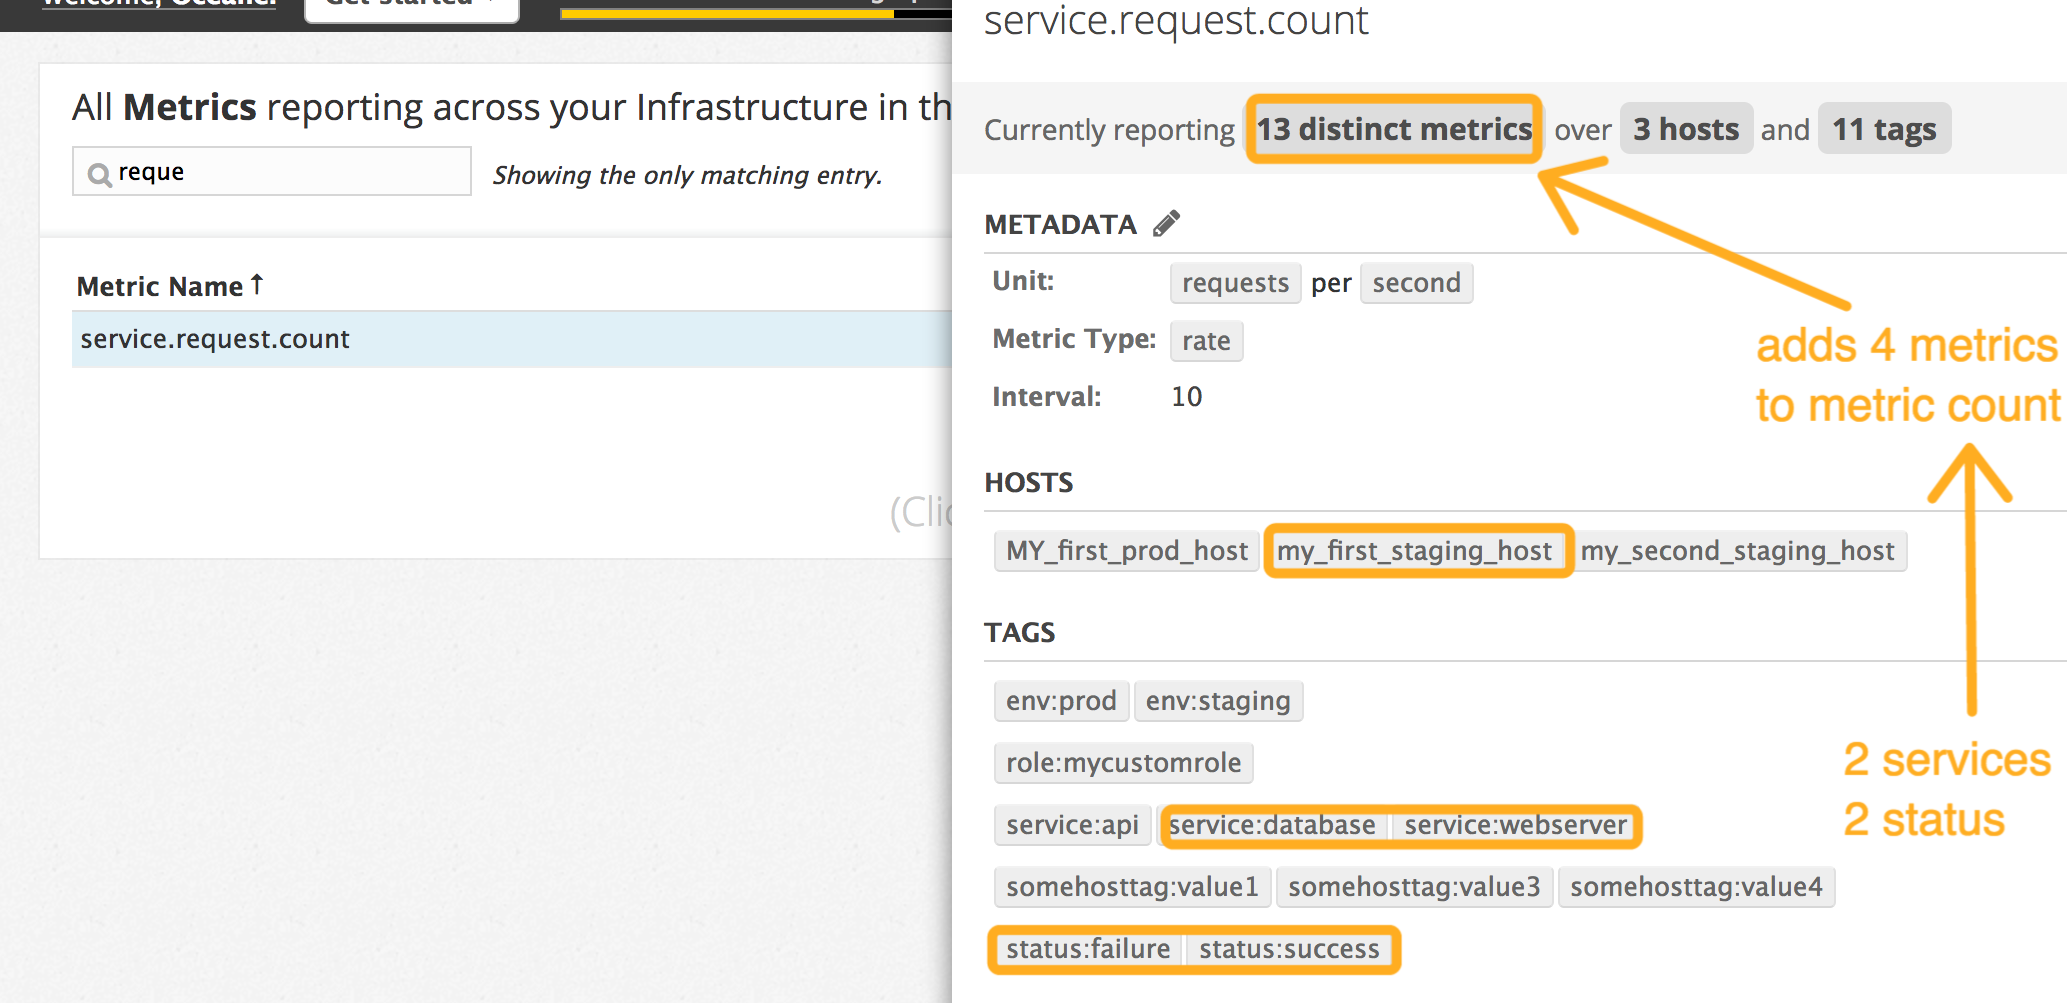 Welcome, Oceane!
Get Started
All Metrics reporting across your Infrastructure in th
reque
Showing the only matching entry.
Metric Name ↑
service.request.count
(Clic
service.request.count
Currently reporting 13 distinct metrics over 3 hosts and 11 tags
METADATA
Unit: requests per second
Metric Type: rate
Interval: 10
adds 4 metrics
to metric count
HOSTS
MY_first_prod_host my_first_staging_host my_second_staging_host
TAGS
env:prod env:staging
role:mycustomrole
service:api service:database service:webserver
2 services
2 status
somehosttag:value1 somehosttag:value3 somehosttag:value4
status:failure status:success